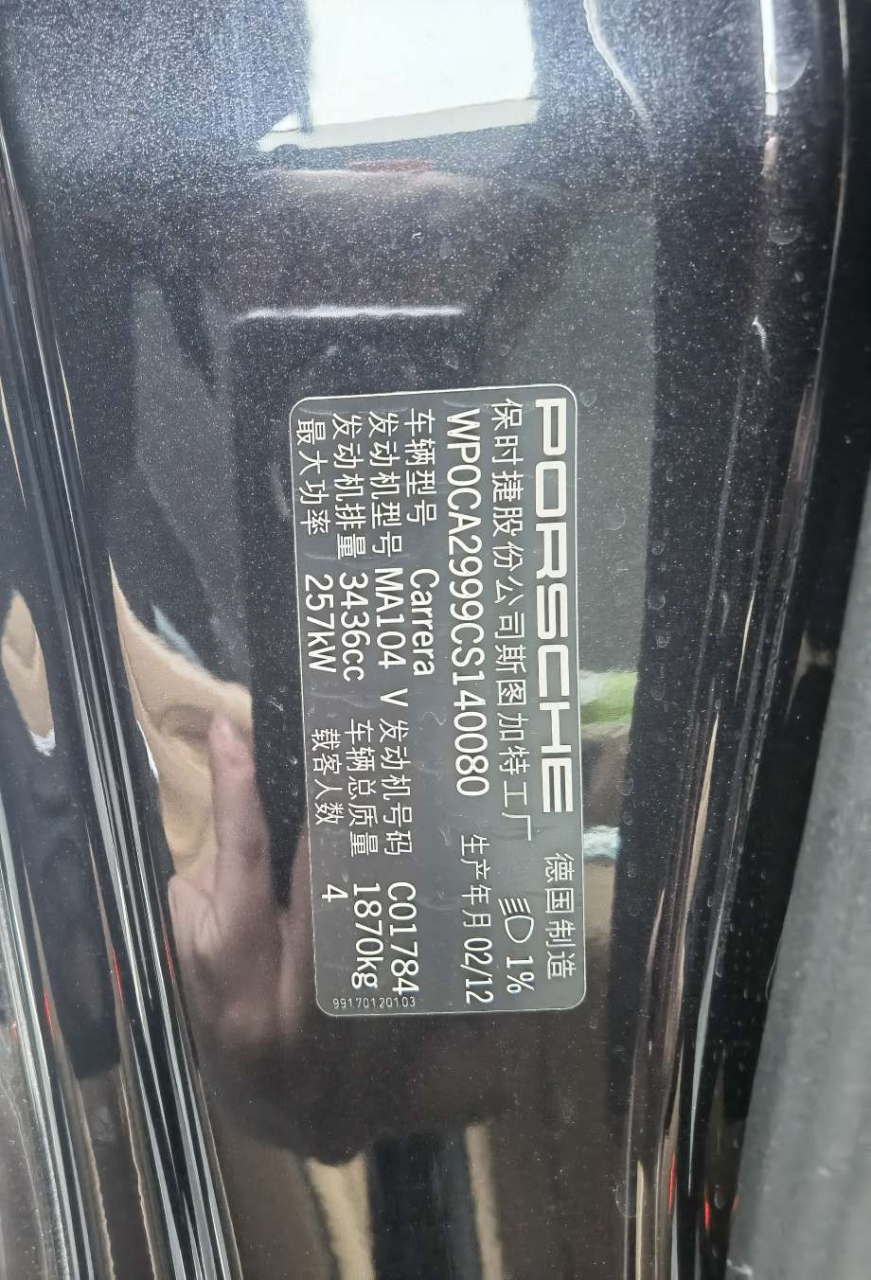 PORSCHE 德国制造
保时捷股份公司斯图加特工厂 1%
WP0CA2999CS140080 生产年月 02/12
车辆型号 Carrera
发动机型号 MA104 V 发动机号码 C01784
发动机排量 3436cc 车辆总质量 1870kg
最大功率 257kW 载客人数 4
99170120103